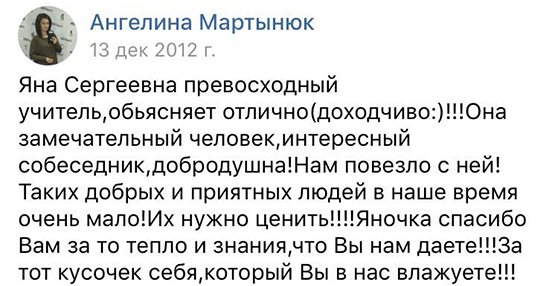 Ангелина Мартынюк
13 дек 2012 г.
Яна Сергеевна превосходный
учитель,обьясняет отлично(доходчиво:)!!!Она
замечательный человек,интересный
собеседник,добродушна!Нам повезло с ней!
Таких добрых и приятных людей в наше время
очень мало!Их нужно ценить!!!!Яночка спасибо
Вам за то тепло и знания,что Вы нам даете!!!За
тот кусочек себя,который Вы в нас влажуете!!!